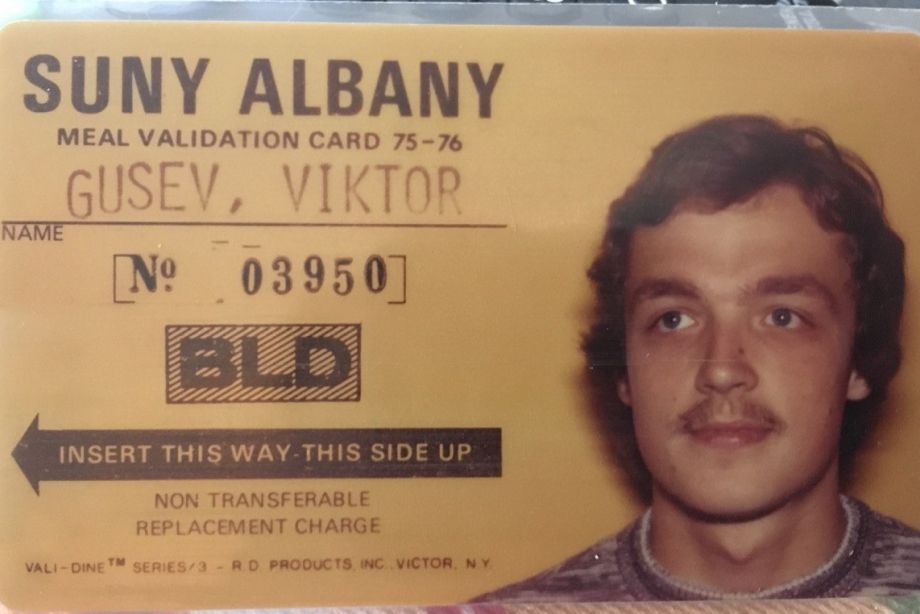 SUNY ALBANY
MEAL VALIDATION CARD 75-76
GUSEV, VIKTOR
NAME
[Nº 03950]
BLD
INSERT THIS WAY-THIS SIDE UP
NON TRANSFERABLE
REPLACEMENT CHARGE
VALI-DINE™ SERIES/3 - R.D. PRODUCTS, INC., VICTOR, N.Y.